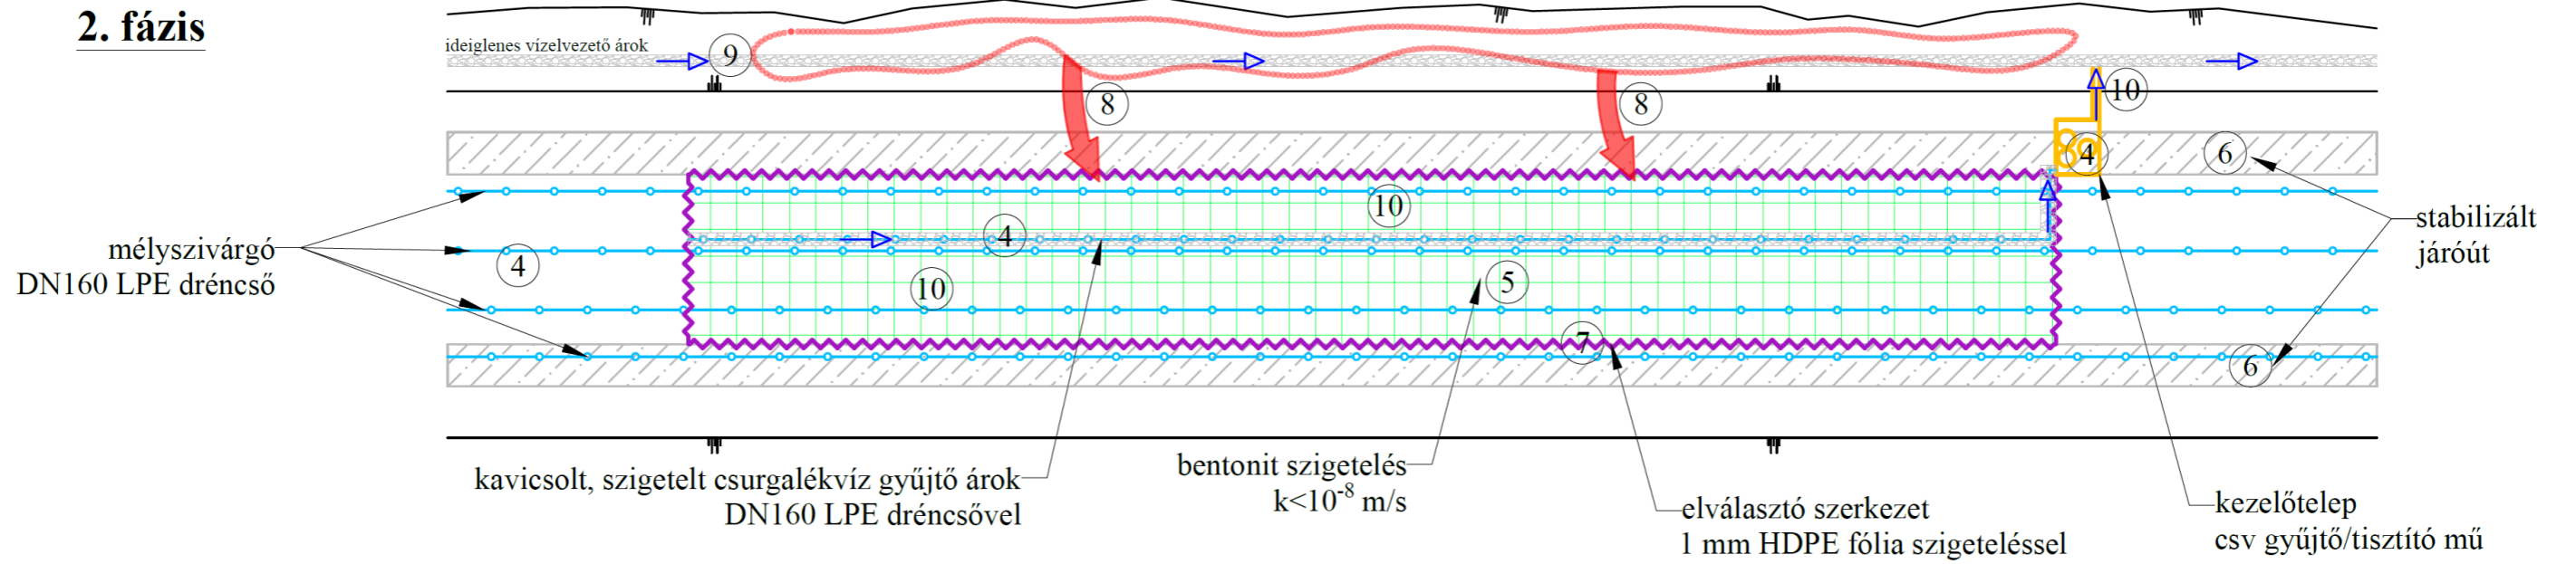 2. fázis
ideiglenes vízelvezető árok
9
8
8
10
4
6
10
4
4
10
5
7
6
mélyszivárgó
DN160 LPE dréncső
stabilizált
járóút
kavicsolt, szigetelt csurgalékvíz gyűjtő árok
DN160 LPE dréncsővel
bentonit szigetelés
k<10⁻⁸ m/s
elválasztó szerkezet
1 mm HDPE fólia szigeteléssel
kezelőtelep
csv gyűjtő/tisztító mű